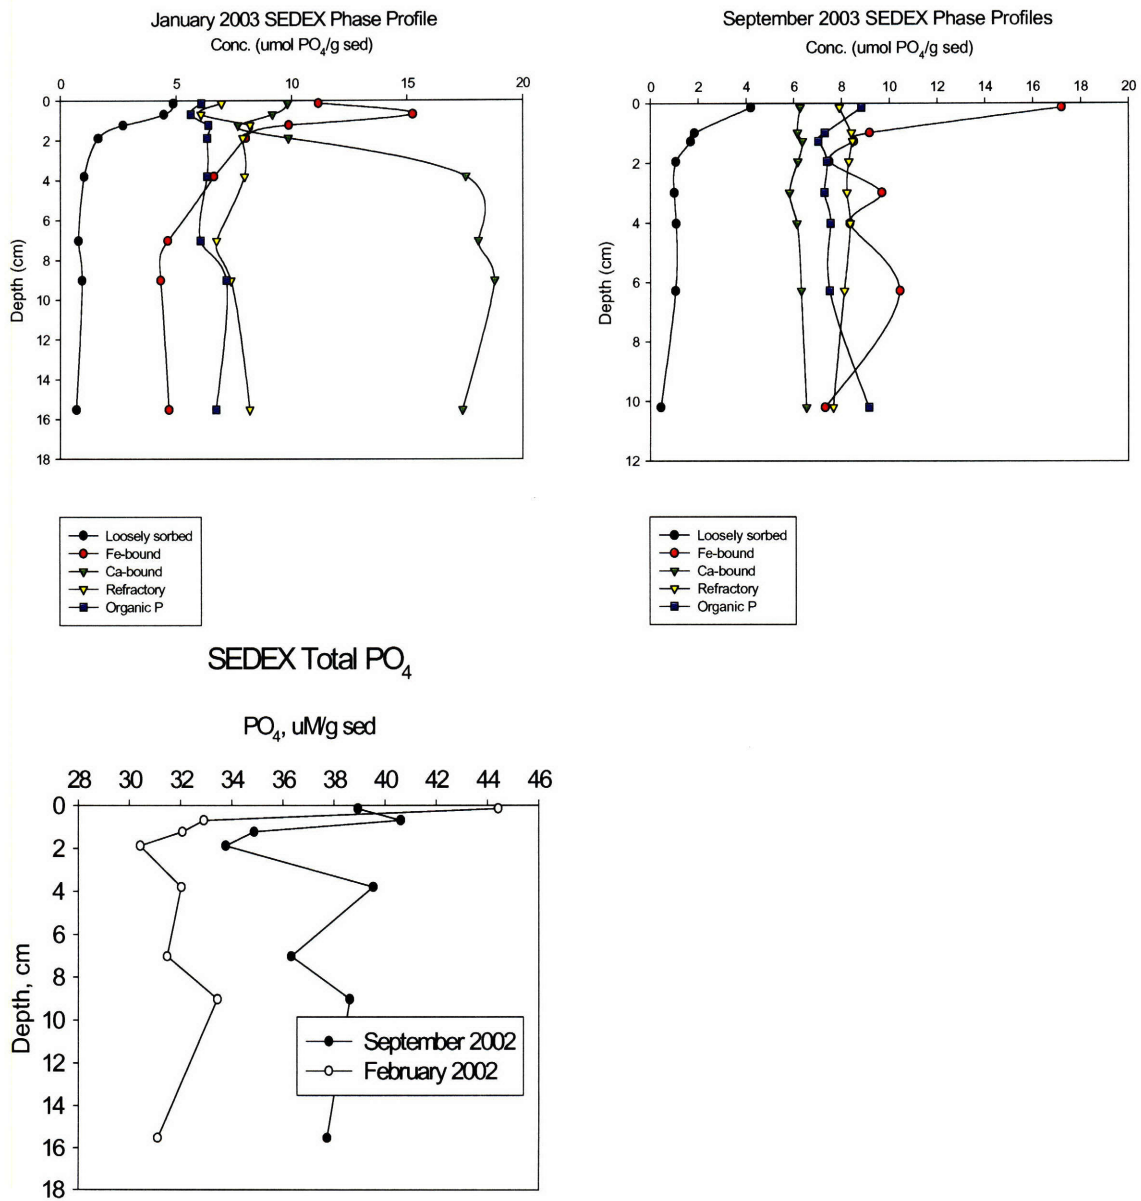 January 2003 SEDEX Phase Profile
Conc. (umol PO4/g sed)
0 5 10 15 20
0
2
4
6
8
10
12
14
16
18
Depth (cm)
Loosely sorbed
Fe-bound
Ca-bound
Refractory
Organic P
September 2003 SEDEX Phase Profiles
Conc. (umol PO4/g sed)
0 2 4 6 8 10 12 14 16 18 20
0
2
4
6
8
10
12
Depth (cm)
Loosely sorbed
Fe-bound
Ca-bound
Refractory
Organic P
SEDEX Total PO4
PO4, uM/g sed
28 30 32 34 36 38 40 42 44 46
0
2
4
6
8
10
12
14
16
18
Depth, cm
September 2002
February 2002